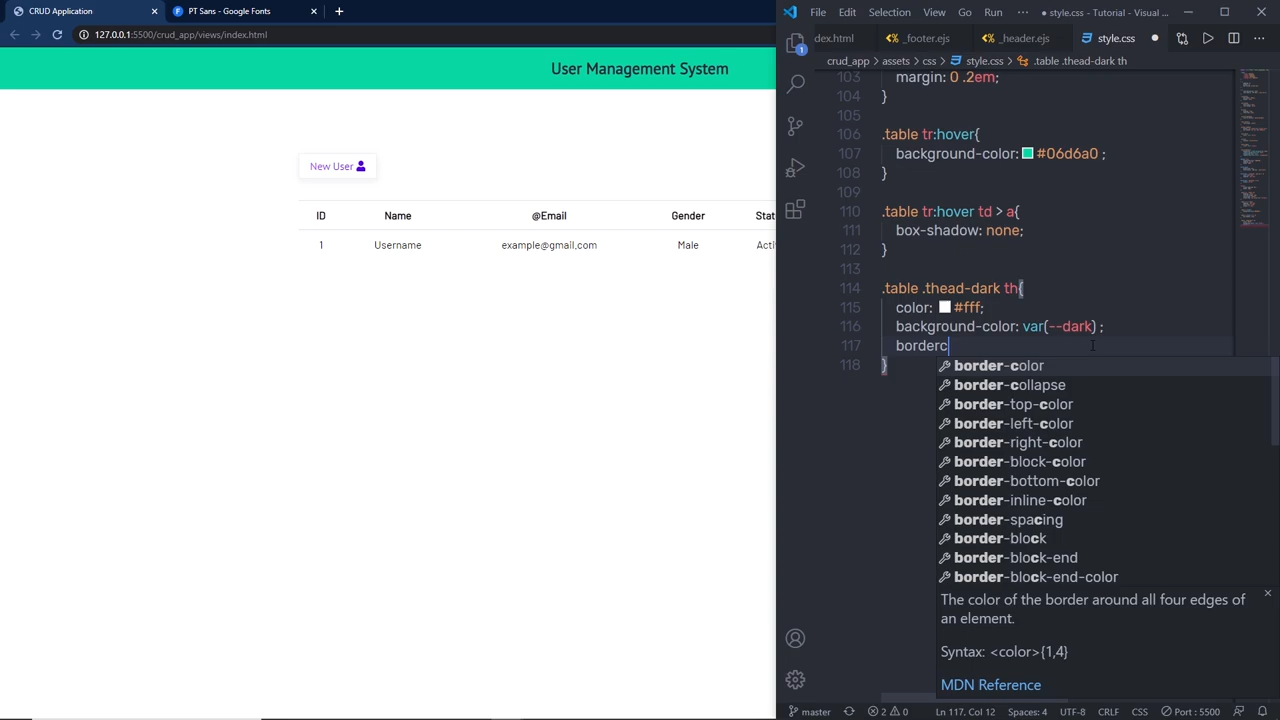 CRUD Application
PT Sans - Google Fonts
127.0.0.1:5500/crud_app/views/index.html
User Management System
New User
ID Name @Email Gender
1 Username example@gmail.com Male
File Edit Selection View Go Run ··· ● style.css - Tutorial - Visual ...
dex.html _footer.ejs _header.ejs style.css
crud_app > assets > css > style.css > .table .thead-dark th
103 margin: 0 .2em;
104 }
105
106 .table tr:hover{
107 background-color: #06d6a0 ;
108 }
109
110 .table tr:hover td > a{
111 box-shadow: none;
112 }
113
114 .table .thead-dark th{
115 color: #fff;
116 background-color: var(--dark) ;
117 borderc
118 }
border-color
border-collapse
border-top-color
border-left-color
border-right-color
border-block-color
border-bottom-color
border-inline-color
border-spacing
border-block
border-block-end
border-block-end-color
The color of the border around all four edges of
an element.
Syntax: <color>{1,4}
MDN Reference
master 2 0 Ln 117, Col 12 Spaces: 4 UTF-8 CRLF CSS Port : 5500